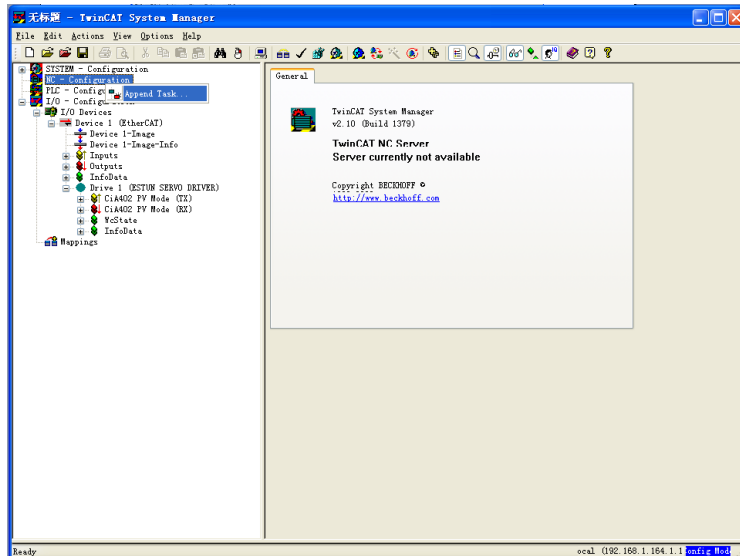 无标题 - TwinCAT System Manager
File Edit Actions View Options Help
SYSTEM - Configuration
NC - Configuration
PLC - Configu
Append Task...
I/O - Config
I/O Devices
Device 1 (EtherCAT)
Device 1-Image
Device 1-Image-Info
Inputs
Outputs
InfoData
Drive 1 (ESTUN SERVO DRIVER)
CiA402 PV Mode (TX)
CiA402 PV Mode (RX)
WcState
InfoData
Mappings
General
TwinCAT System Manager
v2.10 (Build 1379)
TwinCAT NC Server
Server currently not available
Copyright BECKHOFF ©
http://www.beckhoff.com
Ready
ocal (192.168.1.164.1.1 onfig Mod